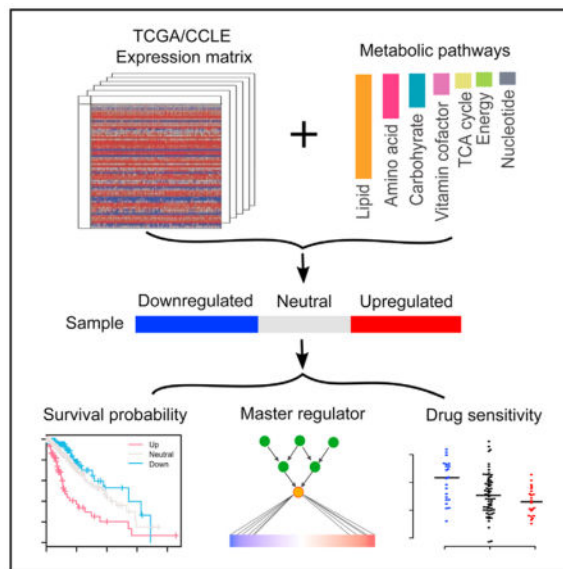 TCGA/CCLE
Expression matrix
Metabolic pathways
Lipid
Amino acid
Carbohyrate
Vitamin cofactor
TCA cycle
Energy
Nucleotide
+
Downregulated Neutral Upregulated
Sample
Survival probability
Master regulator
Drug sensitivity
Up
Neutral
Down